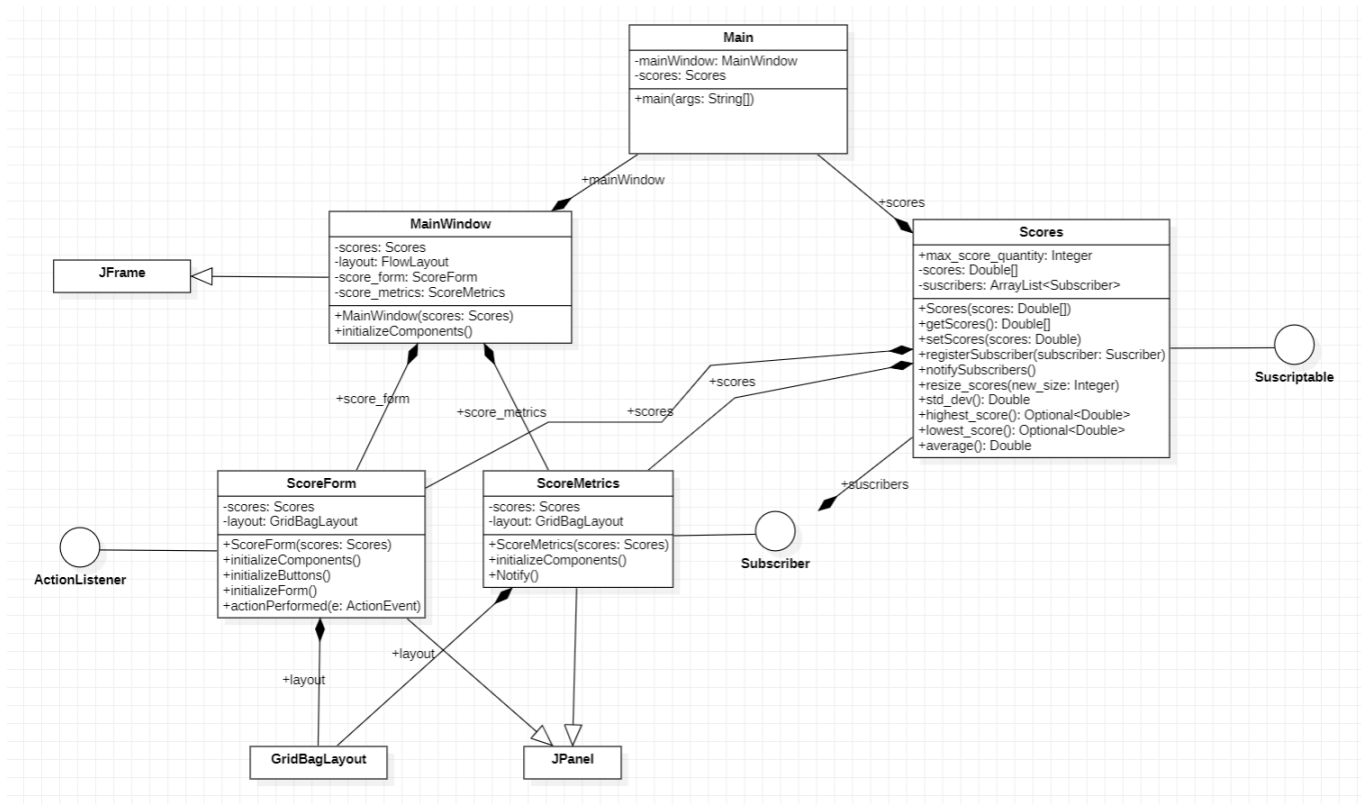 Main
-mainWindow: MainWindow
-scores: Scores
+main(args: String[])
+mainWindow
+scores
MainWindow
-scores: Scores
-layout: FlowLayout
-score_form: ScoreForm
-score_metrics: ScoreMetrics
+MainWindow(scores: Scores)
+initializeComponents()
JFrame
Scores
+max_score_quantity: Integer
-scores: Double[]
-suscribers: ArrayList<Subscriber>
+Scores(scores: Double[])
+getScores(): Double[]
+setScores(scores: Double)
+registerSubscriber(subscriber: Suscriber)
+notifySubscribers()
+resize_scores(new_size: Integer)
+std_dev(): Double
+highest_score(): Optional<Double>
+lowest_score(): Optional<Double>
+average(): Double
Suscriptable
+score_form
+score_metrics
+scores
+scores
+suscribers
ScoreForm
-scores: Scores
-layout: GridBagLayout
+ScoreForm(scores: Scores)
+initializeComponents()
+initializeButtons()
+initializeForm()
+actionPerformed(e: ActionEvent)
ScoreMetrics
-scores: Scores
-layout: GridBagLayout
+ScoreMetrics(scores: Scores)
+initializeComponents()
+Notify()
ActionListener
Subscriber
+layout
+layout
GridBagLayout
JPanel